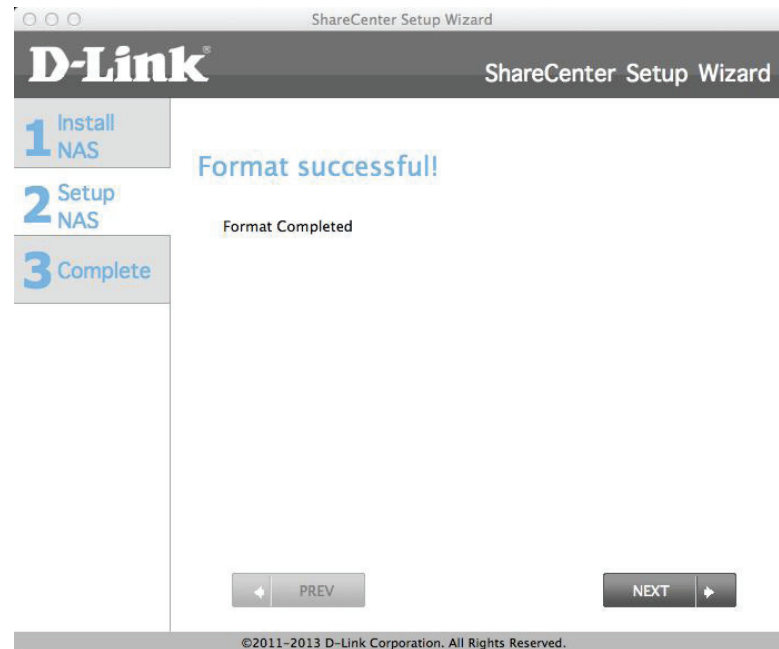 ShareCenter Setup Wizard
D-Link®
ShareCenter Setup Wizard
1 Install
NAS
2 Setup
NAS
3 Complete
Format successful!
Format Completed
PREV
NEXT
©2011-2013 D-Link Corporation. All Rights Reserved.